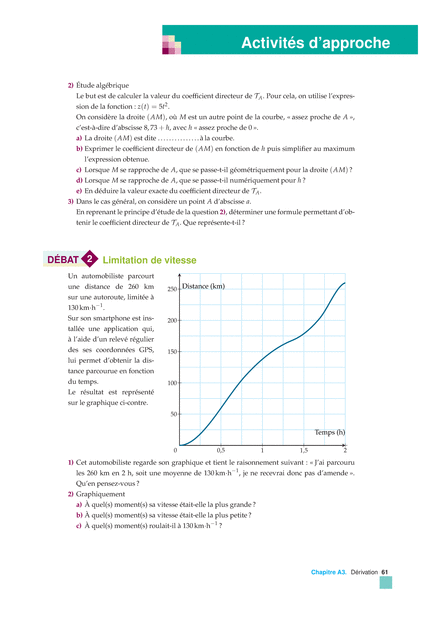 Activités d'approche
2) Étude algébrique
Le but est de calculer la valeur du coefficient directeur de 𝒯A. Pour cela, on utilise l'expres-
sion de la fonction : z(t) = 5t².
On considère la droite (AM), où M est un autre point de la courbe, « assez proche de A »,
c'est-à-dire d'abscisse 8,73 + h, avec h « assez proche de 0 ».
a) La droite (AM) est dite ............... à la courbe.
b) Exprimer le coefficient directeur de (AM) en fonction de h puis simplifier au maximum
l'expression obtenue.
c) Lorsque M se rapproche de A, que se passe-t-il géométriquement pour la droite (AM) ?
d) Lorsque M se rapproche de A, que se passe-t-il numériquement pour h ?
e) En déduire la valeur exacte du coefficient directeur de 𝒯A.
3) Dans le cas général, on considère un point A d'abscisse a.
En reprenant le principe d'étude de la question 2), déterminer une formule permettant d'ob-
tenir le coefficient directeur de 𝒯A. Que représente-t-il ?
DÉBAT 2 Limitation de vitesse
Un automobiliste parcourt
une distance de 260 km
sur une autoroute, limitée à
130 km·h⁻¹.
Sur son smartphone est ins-
tallée une application qui,
à l'aide d'un relevé régulier
des ses coordonnées GPS,
lui permet d'obtenir la dis-
tance parcourue en fonction
du temps.
Le résultat est représenté
sur le graphique ci-contre.
Distance (km)
250
200
150
100
50
Temps (h)
0 0,5 1 1,5 2
1) Cet automobiliste regarde son graphique et tient le raisonnement suivant : « J'ai parcouru
les 260 km en 2 h, soit une moyenne de 130 km·h⁻¹, je ne recevrai donc pas d'amende ».
Qu'en pensez-vous ?
2) Graphiquement
a) À quel(s) moment(s) sa vitesse était-elle la plus grande ?
b) À quel(s) moment(s) sa vitesse était-elle la plus petite ?
c) À quel(s) moment(s) roulait-il à 130 km·h⁻¹ ?
Chapitre A3. Dérivation 61